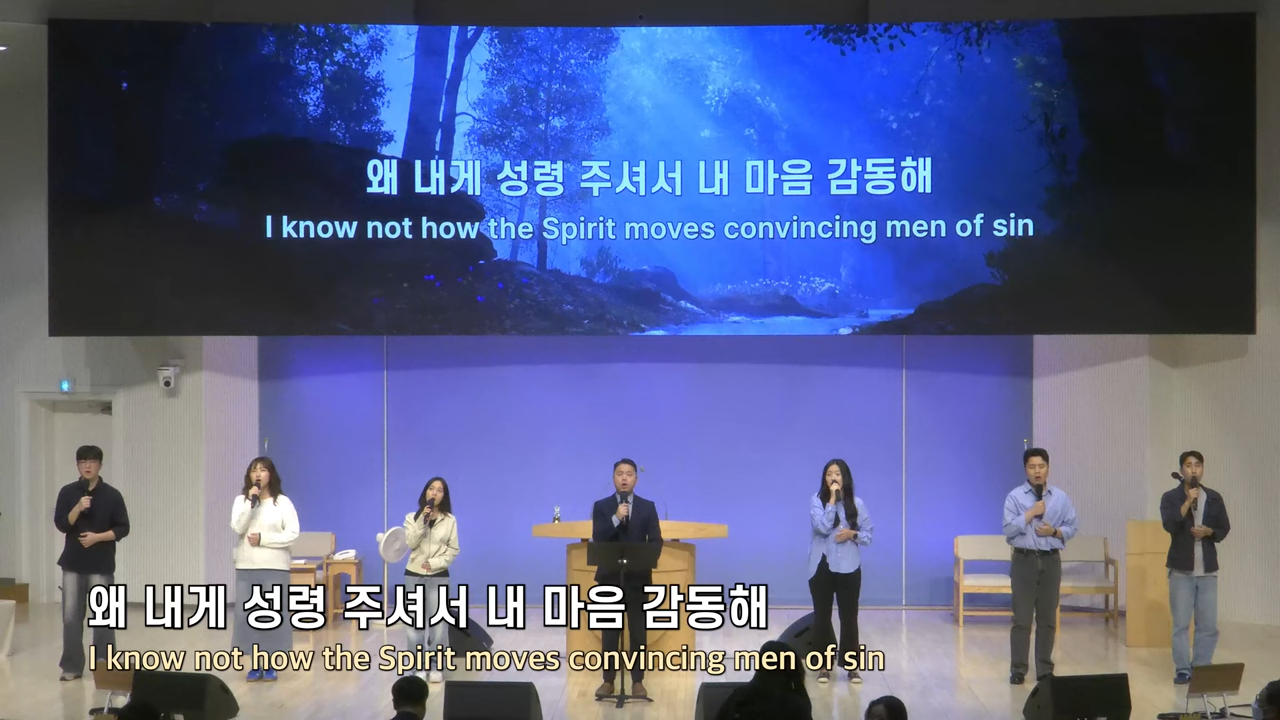 왜 내게 성령 주셔서 내 마음 감동해
I know not how the Spirit moves convincing men of sin
왜 내게 성령 주셔서 내 마음 감동해
I know not how the Spirit moves convincing men of sin